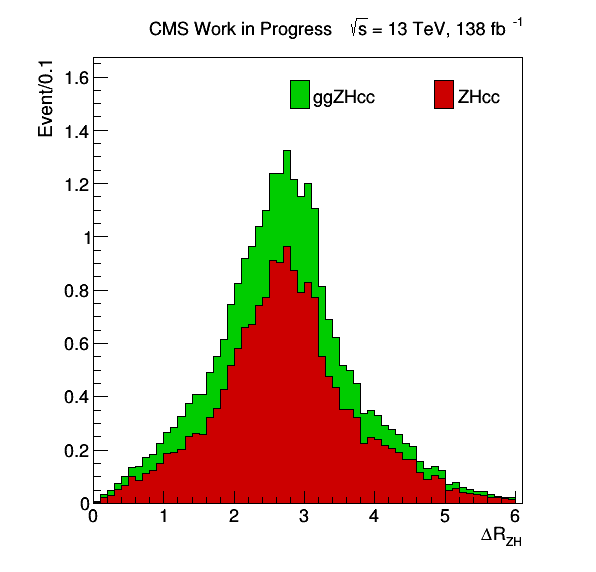 CMS Work in Progress √s = 13 TeV, 138 fb⁻¹
Event/0.1
ggZHcc ZHcc
1.6
1.4
1.2
1
0.8
0.6
0.4
0.2
0
0 1 2 3 4 5 6
ΔR_ZH